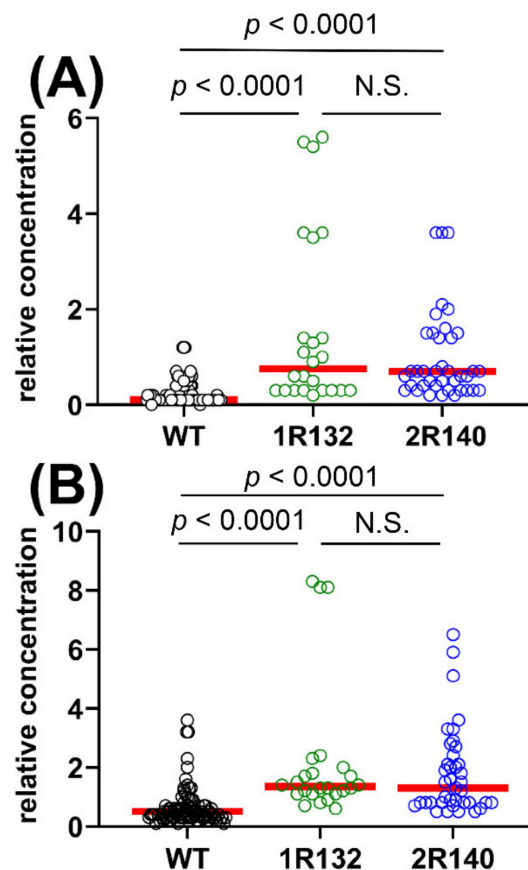 p < 0.0001
(A)
p < 0.0001 N.S.
6
4
2
0
relative concentration
WT 1R132 2R140
(B)
p < 0.0001
p < 0.0001 N.S.
10
8
6
4
2
0
relative concentration
WT 1R132 2R140